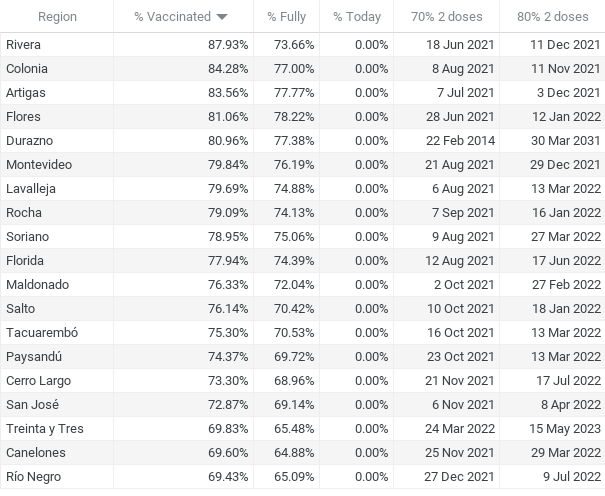 Region % Vaccinated % Fully % Today 70% 2 doses 80% 2 doses
Rivera 87.93% 73.66% 0.00% 18 Jun 2021 11 Dec 2021
Colonia 84.28% 77.00% 0.00% 8 Aug 2021 11 Nov 2021
Artigas 83.56% 77.77% 0.00% 7 Jul 2021 3 Dec 2021
Flores 81.06% 78.22% 0.00% 28 Jun 2021 12 Jan 2022
Durazno 80.96% 77.38% 0.00% 22 Feb 2014 30 Mar 2031
Montevideo 79.84% 76.19% 0.00% 21 Aug 2021 29 Dec 2021
Lavalleja 79.69% 74.88% 0.00% 6 Aug 2021 13 Mar 2022
Rocha 79.09% 74.13% 0.00% 7 Sep 2021 16 Jan 2022
Soriano 78.95% 75.06% 0.00% 9 Aug 2021 27 Mar 2022
Florida 77.94% 74.39% 0.00% 12 Aug 2021 17 Jun 2022
Maldonado 76.33% 72.04% 0.00% 2 Oct 2021 27 Feb 2022
Salto 76.14% 70.42% 0.00% 10 Oct 2021 18 Jan 2022
Tacuarembó 75.30% 70.53% 0.00% 16 Oct 2021 13 Mar 2022
Paysandú 74.37% 69.72% 0.00% 23 Oct 2021 13 Mar 2022
Cerro Largo 73.30% 68.96% 0.00% 21 Nov 2021 17 Jul 2022
San José 72.87% 69.14% 0.00% 6 Nov 2021 8 Apr 2022
Treinta y Tres 69.83% 65.48% 0.00% 24 Mar 2022 15 May 2023
Canelones 69.60% 64.88% 0.00% 25 Nov 2021 29 Mar 2022
Río Negro 69.43% 65.09% 0.00% 27 Dec 2021 9 Jul 2022